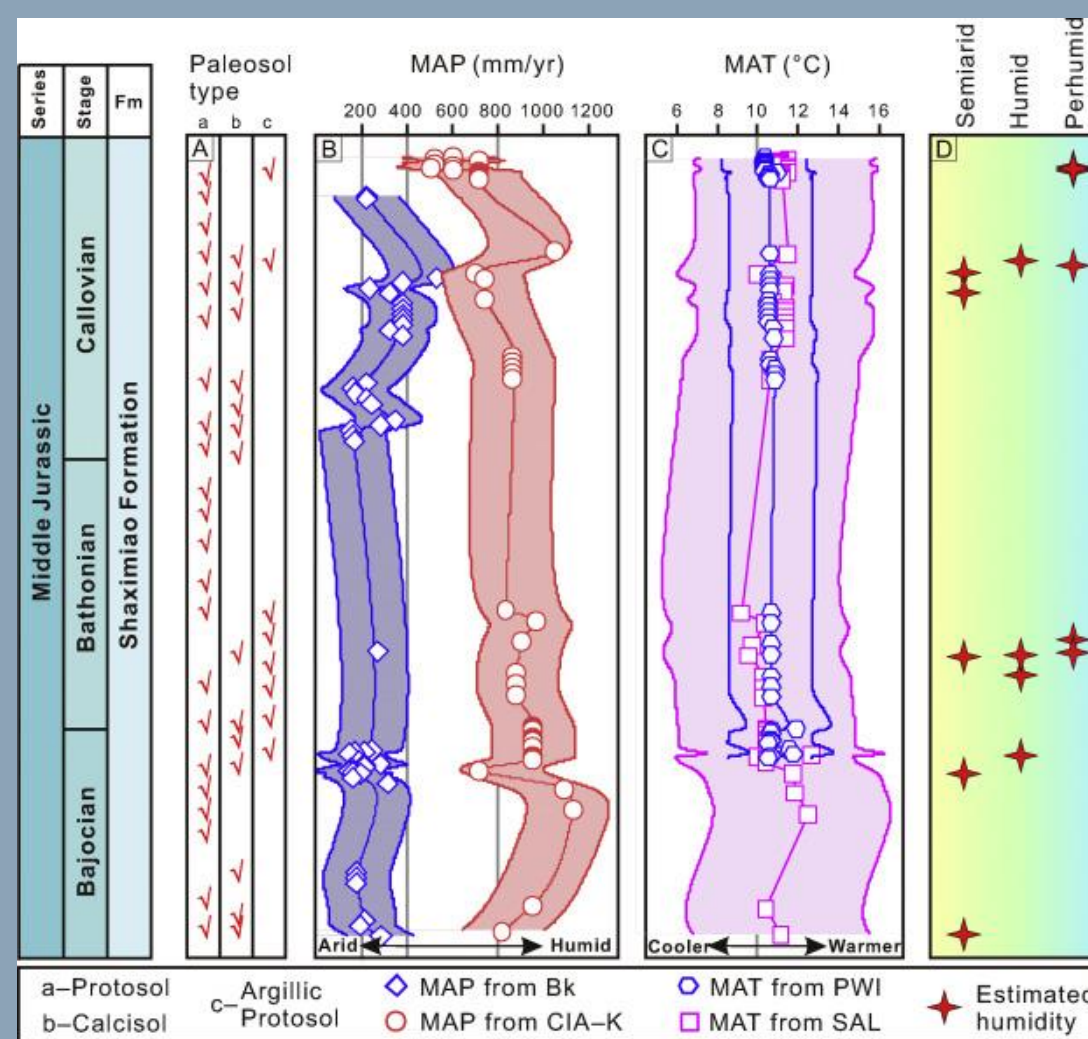 Series
Stage
Fm
Paleosol
type
a b c
MAP (mm/yr)
200 400 600 800 1000 1200
MAT (°C)
6 8 10 12 14 16
Semiarid
Humid
Perhumid
A
B
C
D
Middle Jurassic
Callovian
Bathonian
Bajocian
Shaximiao Formation
Arid Humid
Cooler Warmer
a–Protosol
b–Calcisol
c–Argillic
Protosol
MAP from Bk
MAP from CIA–K
MAT from PWI
MAT from SAL
Estimated
humidity